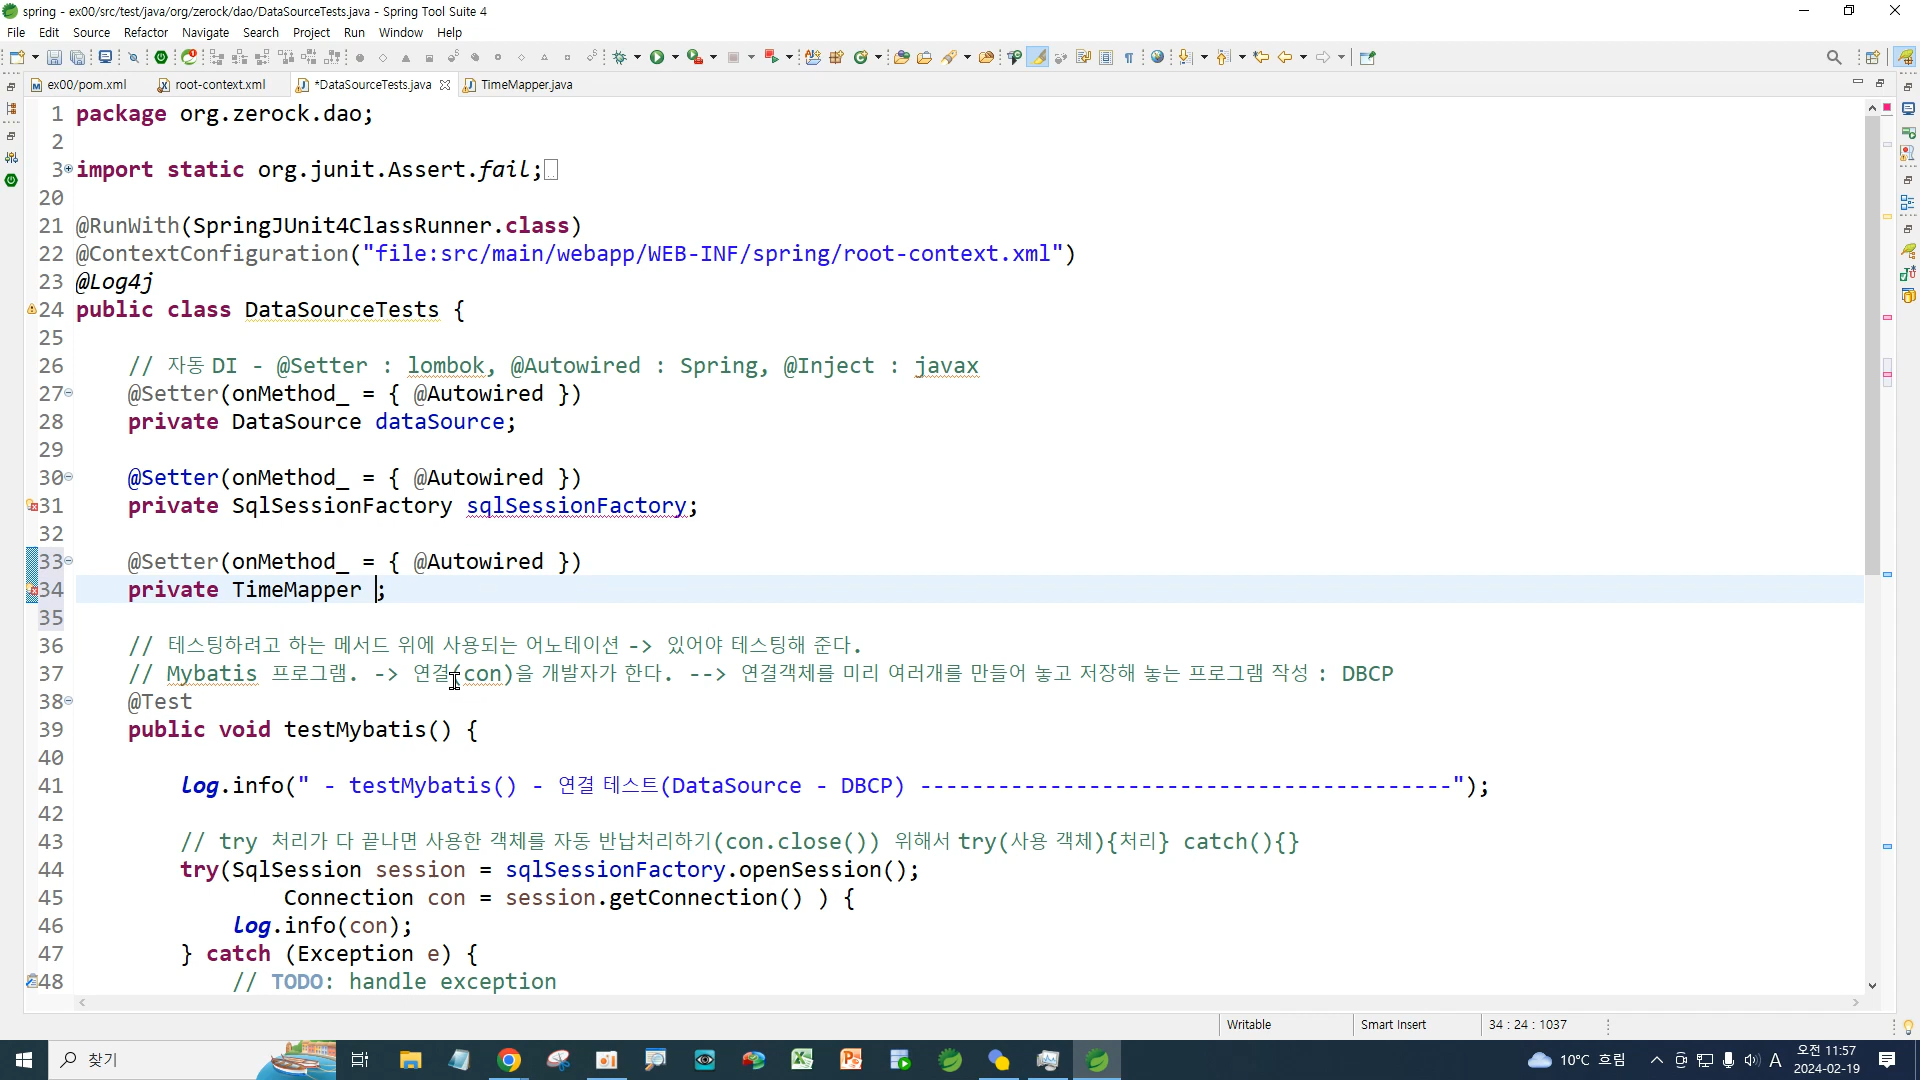 spring - ex00/src/test/java/org/zerock/dao/DataSourceTests.java - Spring Tool Suite 4
File Edit Source Refactor Navigate Search Project Run Window Help
ex00/pom.xml root-context.xml *DataSourceTests.java TimeMapper.java
1 package org.zerock.dao;
2
3 import static org.junit.Assert.fail;
20
21 @RunWith(SpringJUnit4ClassRunner.class)
22 @ContextConfiguration("file:src/main/webapp/WEB-INF/spring/root-context.xml")
23 @Log4j
24 public class DataSourceTests {
25
26 // 자동 DI - @Setter : lombok, @Autowired : Spring, @Inject : javax
27 @Setter(onMethod_ = { @Autowired })
28 private DataSource dataSource;
29
30 @Setter(onMethod_ = { @Autowired })
31 private SqlSessionFactory sqlSessionFactory;
32
33 @Setter(onMethod_ = { @Autowired })
34 private TimeMapper ;
35
36 // 테스팅하려고 하는 메서드 위에 사용되는 어노테이션 -> 있어야 테스팅해 준다.
37 // Mybatis 프로그램. -> 연결(con)을 개발자가 한다. --> 연결객체를 미리 여러개를 만들어 놓고 저장해 놓는 프로그램 작성 : DBCP
38 @Test
39 public void testMybatis() {
40
41 log.info(" - testMybatis() - 연결 테스트(DataSource - DBCP) -----------------------------------------");
42
43 // try 처리가 다 끝나면 사용한 객체를 자동 반납처리하기(con.close()) 위해서 try(사용 객체){처리} catch(){}
44 try(SqlSession session = sqlSessionFactory.openSession();
45 Connection con = session.getConnection() ) {
46 log.info(con);
47 } catch (Exception e) {
48 // TODO: handle exception
Writable Smart Insert 34 : 24 : 1037
찾기 10°C 흐림 A 오전 11:57
2024-02-19